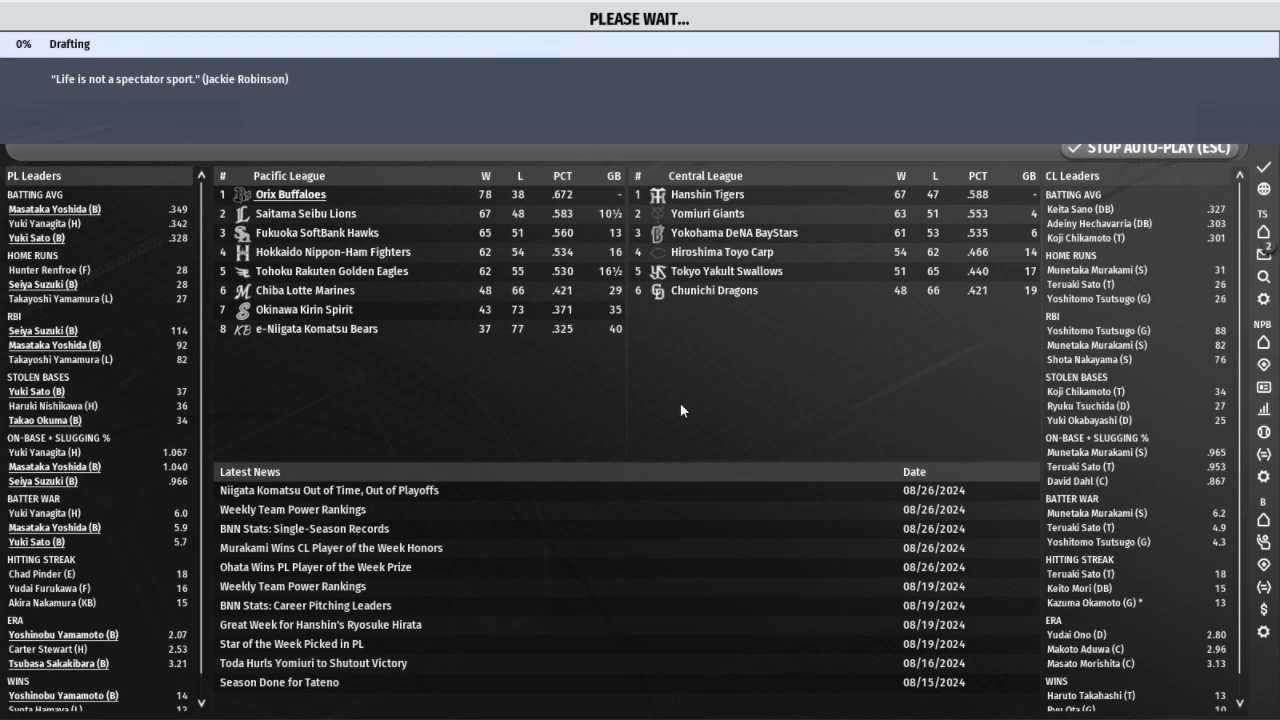 PLEASE WAIT...
0% Drafting
"Life is not a spectator sport." (Jackie Robinson)
STOP AUTO-PLAY (ESC)
PL Leaders
BATTING AVG
Masataka Yoshida (B) .349
Yuki Yanagita (H) .342
Yuki Sato (B) .328
HOME RUNS
Hunter Renfroe (F) 28
Seiya Suzuki (B) 28
Takayoshi Yamamura (L) 27
RBI
Seiya Suzuki (B) 114
Masataka Yoshida (B) 92
Takayoshi Yamamura (L) 82
STOLEN BASES
Yuki Sato (B) 37
Haruki Nishikawa (H) 36
Takao Okuma (B) 34
ON-BASE + SLUGGING %
Yuki Yanagita (H) 1.067
Masataka Yoshida (B) 1.040
Seiya Suzuki (B) .966
BATTER WAR
Yuki Yanagita (H) 6.0
Masataka Yoshida (B) 5.9
Yuki Sato (B) 5.7
HITTING STREAK
Chad Pinder (E) 18
Yudai Furukawa (F) 16
Akira Nakamura (KB) 15
ERA
Yoshinobu Yamamoto (B) 2.07
Carter Stewart (H) 2.53
Tsubasa Sakakibara (B) 3.21
WINS
Yoshinobu Yamamoto (B) 14
# Pacific League W L PCT GB
1 Orix Buffaloes 78 38 .672 -
2 Saitama Seibu Lions 67 48 .583 10½
3 Fukuoka SoftBank Hawks 65 51 .560 13
4 Hokkaido Nippon-Ham Fighters 62 54 .534 16
5 Tohoku Rakuten Golden Eagles 62 55 .530 16½
6 Chiba Lotte Marines 48 66 .421 29
7 Okinawa Kirin Spirit 43 73 .371 35
8 e-Niigata Komatsu Bears 37 77 .325 40
# Central League W L PCT GB
1 Hanshin Tigers 67 47 .588 -
2 Yomiuri Giants 63 51 .553 4
3 Yokohama DeNA BayStars 61 53 .535 6
4 Hiroshima Toyo Carp 54 62 .466 14
5 Tokyo Yakult Swallows 51 65 .440 17
6 Chunichi Dragons 48 66 .421 19
Latest News Date
Niigata Komatsu Out of Time, Out of Playoffs 08/26/2024
Weekly Team Power Rankings 08/26/2024
BNN Stats: Single-Season Records 08/26/2024
Murakami Wins CL Player of the Week Honors 08/26/2024
Ohata Wins PL Player of the Week Prize 08/26/2024
Weekly Team Power Rankings 08/19/2024
BNN Stats: Career Pitching Leaders 08/19/2024
Great Week for Hanshin's Ryosuke Hirata 08/19/2024
Star of the Week Picked in PL 08/19/2024
Toda Hurls Yomiuri to Shutout Victory 08/16/2024
Season Done for Tateno 08/15/2024
CL Leaders
BATTING AVG
Keita Sano (DB) .327
Adeiny Hechavarria (DB) .303
Koji Chikamoto (T) .301
HOME RUNS
Munetaka Murakami (S) 31
Teruaki Sato (T) 26
Yoshitomo Tsutsugo (G) 26
RBI
Yoshitomo Tsutsugo (G) 88
Munetaka Murakami (S) 82
Shota Nakayama (S) 76
STOLEN BASES
Koji Chikamoto (T) 34
Ryuku Tsuchida (D) 27
Yuki Okabayashi (D) 25
ON-BASE + SLUGGING %
Munetaka Murakami (S) .965
Teruaki Sato (T) .953
David Dahl (C) .867
BATTER WAR
Munetaka Murakami (S) 6.2
Teruaki Sato (T) 4.9
Yoshitomo Tsutsugo (G) 4.3
HITTING STREAK
Teruaki Sato (T) 18
Keito Mori (DB) 15
Kazuma Okamoto (G) * 13
ERA
Yudai Ono (D) 2.80
Makoto Aduwa (C) 2.96
Masato Morishita (C) 3.13
WINS
Haruto Takahashi (T) 13
TS
2
NPB
B